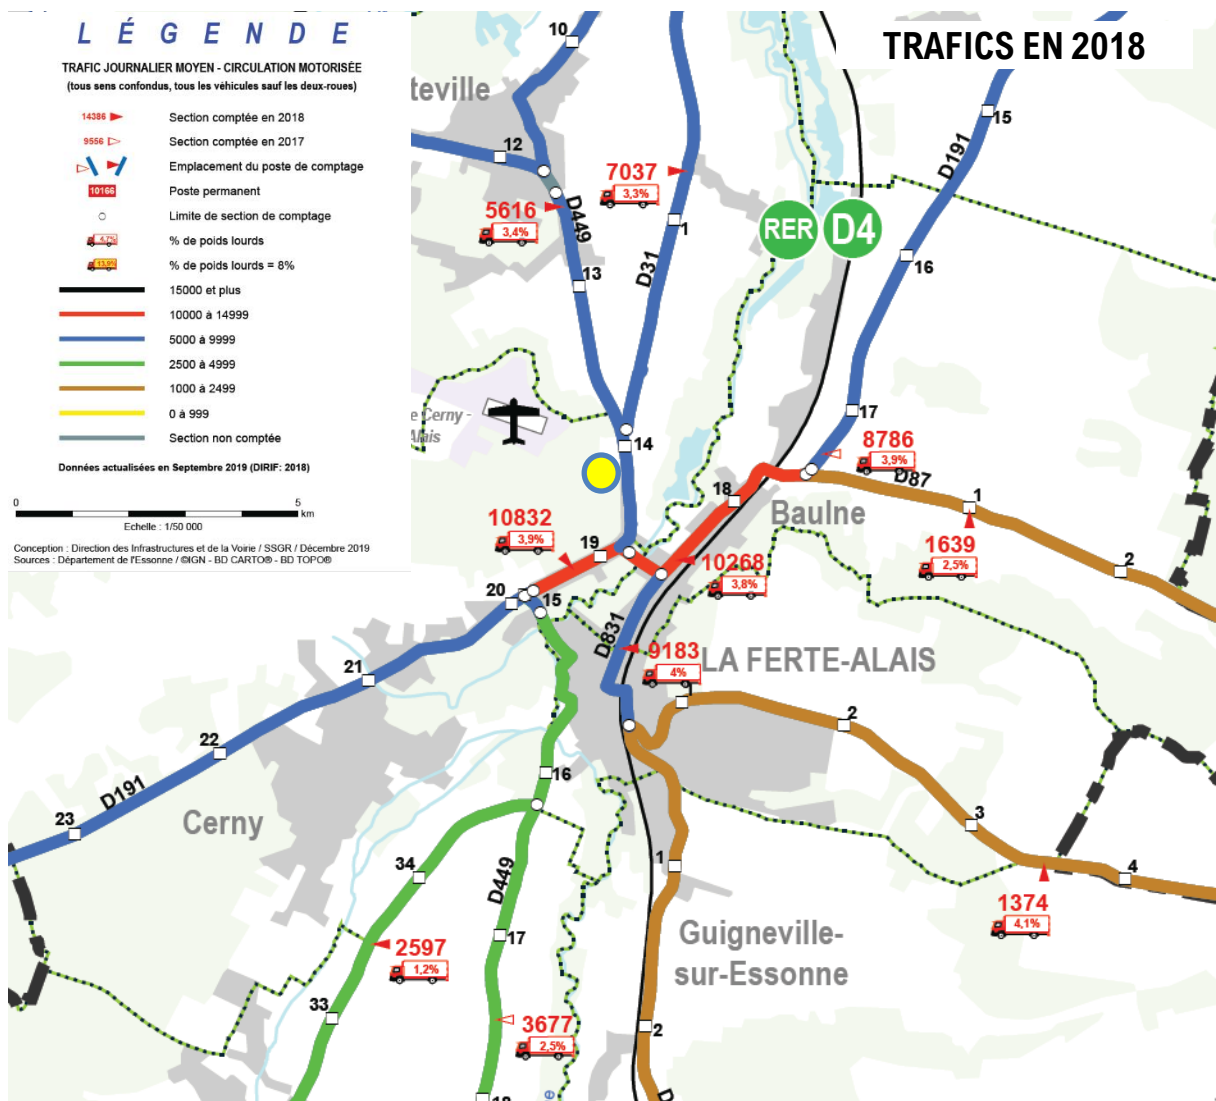 L É G E N D E
TRAFIC JOURNALIER MOYEN - CIRCULATION MOTORISÉE
(tous sens confondus, tous les véhicules sauf les deux-roues)
14386 Section comptée en 2018
9556 Section comptée en 2017
Emplacement du poste de comptage
10166 Poste permanent
Limite de section de comptage
4,7% % de poids lourds
13,9% % de poids lourds = 8%
15000 et plus
10000 à 14999
5000 à 9999
2500 à 4999
1000 à 2499
0 à 999
Section non comptée
Données actualisées en Septembre 2019 (DIRIF: 2018)
0 5
km
Echelle : 1/50 000
Conception : Direction des Infrastructures et de la Voirie / SSGR / Décembre 2019
Sources : Département de l'Essonne / ©IGN - BD CARTO® - BD TOPO®
TRAFICS EN 2018
10
teville
15
12
D191
7037
3,3%
5616
3,4%
D449
1
RER
D4
D31
16
13
e Cerny -
Alais
17
14
8786
3,9%
D87
18
1
Baulne
10832
3,9%
19
1639
2,5%
2
10268
3,8%
20
15
D831
9183
4%
LA FERTE-ALAIS
21
2
22
16
D191
23
Cerny
3
34
1
4
D449
1374
4,1%
17
2597
1,2%
Guigneville-
sur-Essonne
33
3677
2,5%
2
18
D
e